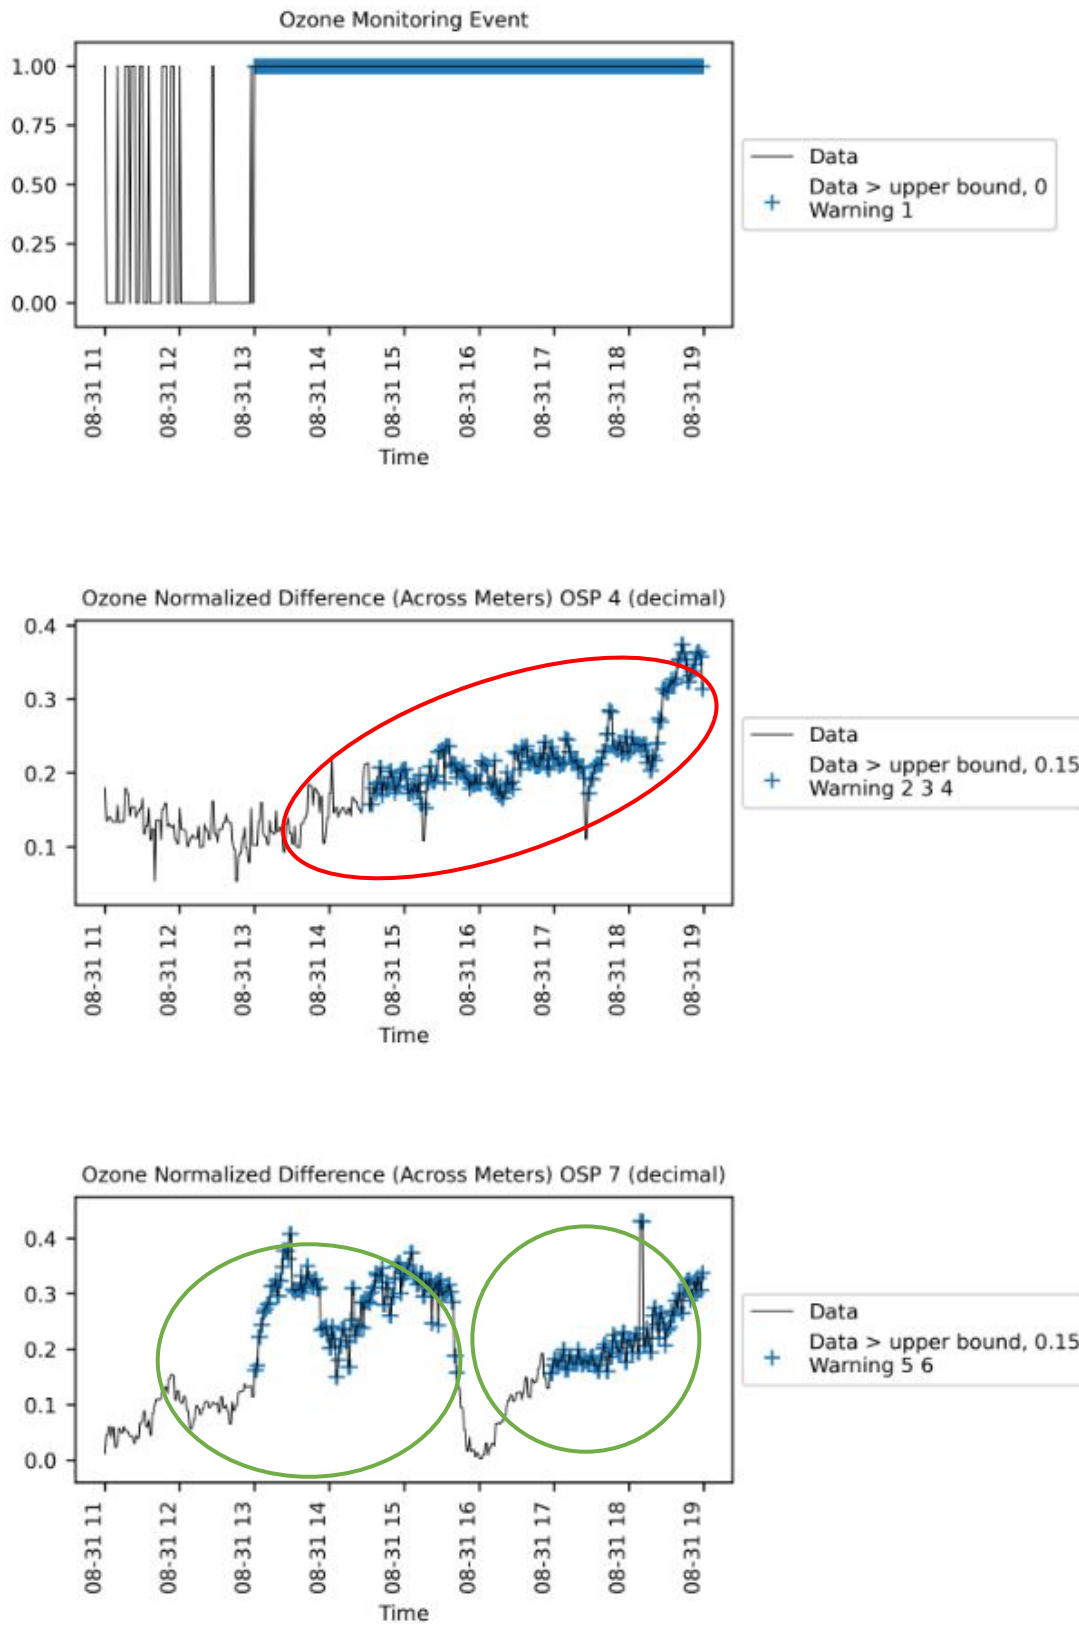 Ozone Monitoring Event
1.00
0.75
0.50
0.25
0.00
08-31 11
08-31 12
08-31 13
08-31 14
08-31 15
08-31 16
08-31 17
08-31 18
08-31 19
Time
Data
Data > upper bound, 0
Warning 1
Ozone Normalized Difference (Across Meters) OSP 4 (decimal)
0.4
0.3
0.2
0.1
08-31 11
08-31 12
08-31 13
08-31 14
08-31 15
08-31 16
08-31 17
08-31 18
08-31 19
Time
Data
Data > upper bound, 0.15
Warning 2 3 4
Ozone Normalized Difference (Across Meters) OSP 7 (decimal)
0.4
0.3
0.2
0.1
0.0
08-31 11
08-31 12
08-31 13
08-31 14
08-31 15
08-31 16
08-31 17
08-31 18
08-31 19
Time
Data
Data > upper bound, 0.15
Warning 5 6